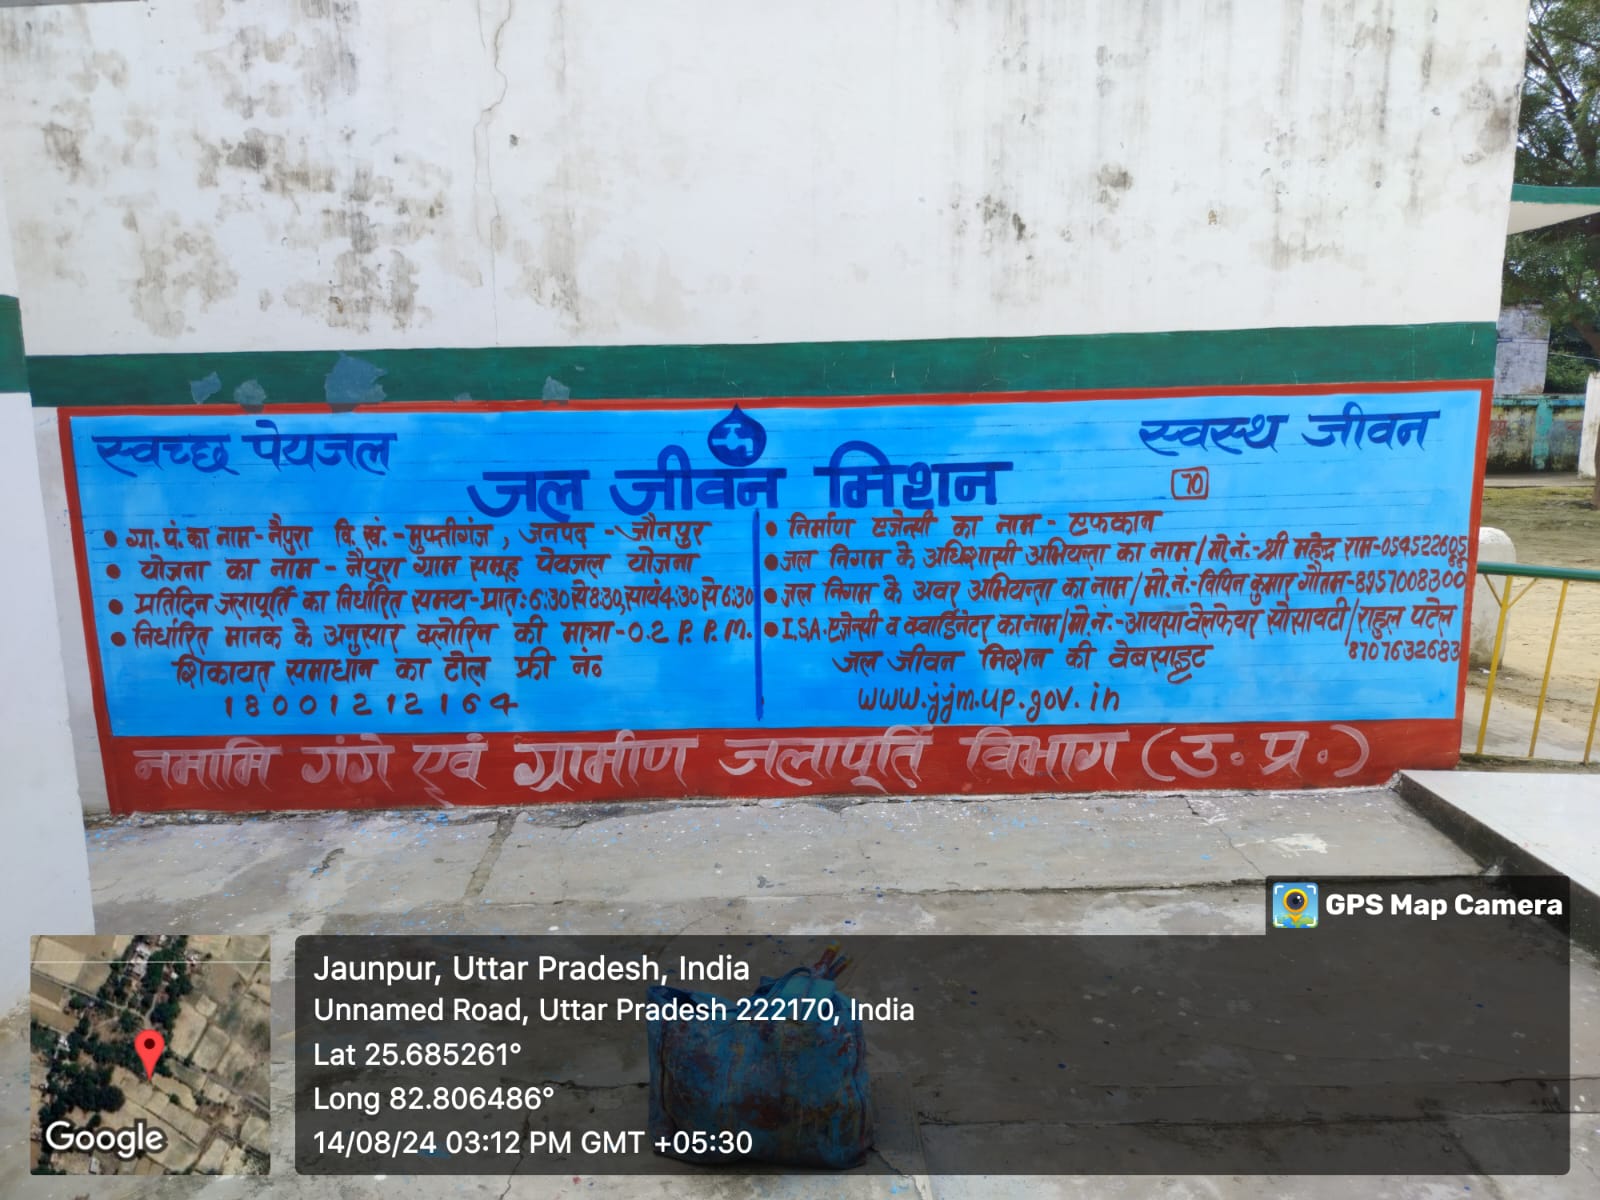 स्वच्छ पेयजल
स्वस्थ जीवन
जल जीवन मिशन
70
• ग्रा. पं. का नाम - नैपुरा वि. खं. - मुफ्तीगंज, जनपद - जौनपुर
• योजना का नाम - नैपुरा ग्राम समूह पेयजल योजना
• प्रतिदिन जलापूर्ति का निर्धारित समय - प्रात: 6:30 से 8:30, सायं 4:30 से 6:30
• निर्धारित मानक के अनुसार क्लोरिन की मात्रा - 0.2 P. P. M.
शिकायत समाधान का टोल फ्री नं०
18001212164
• निर्माण एजेन्सी का नाम - एफकान
• जल निगम के अधिशासी अभियन्ता का नाम / मो. नं. - श्री महेन्द्र राम -
• जल निगम के अवर अभियन्ता का नाम / मो. नं. - विपिन कुमार गौतम - 8957008300
• I.S.A. एजेन्सी व क्वार्डिनेटर का नाम / मो. नं. - आयसा वेलफेयर सोसायटी / राहुल पटेल
8707632683
जल जीवन मिशन की वेबसाइट
www.jjm.up.gov.in
नमामि गंगे एवं ग्रामीण जलापूर्ति विभाग (उ. प्र.)
GPS Map Camera
Jaunpur, Uttar Pradesh, India
Unnamed Road, Uttar Pradesh 222170, India
Lat 25.685261°
Long 82.806486°
14/08/24 03:12 PM GMT +05:30
Google